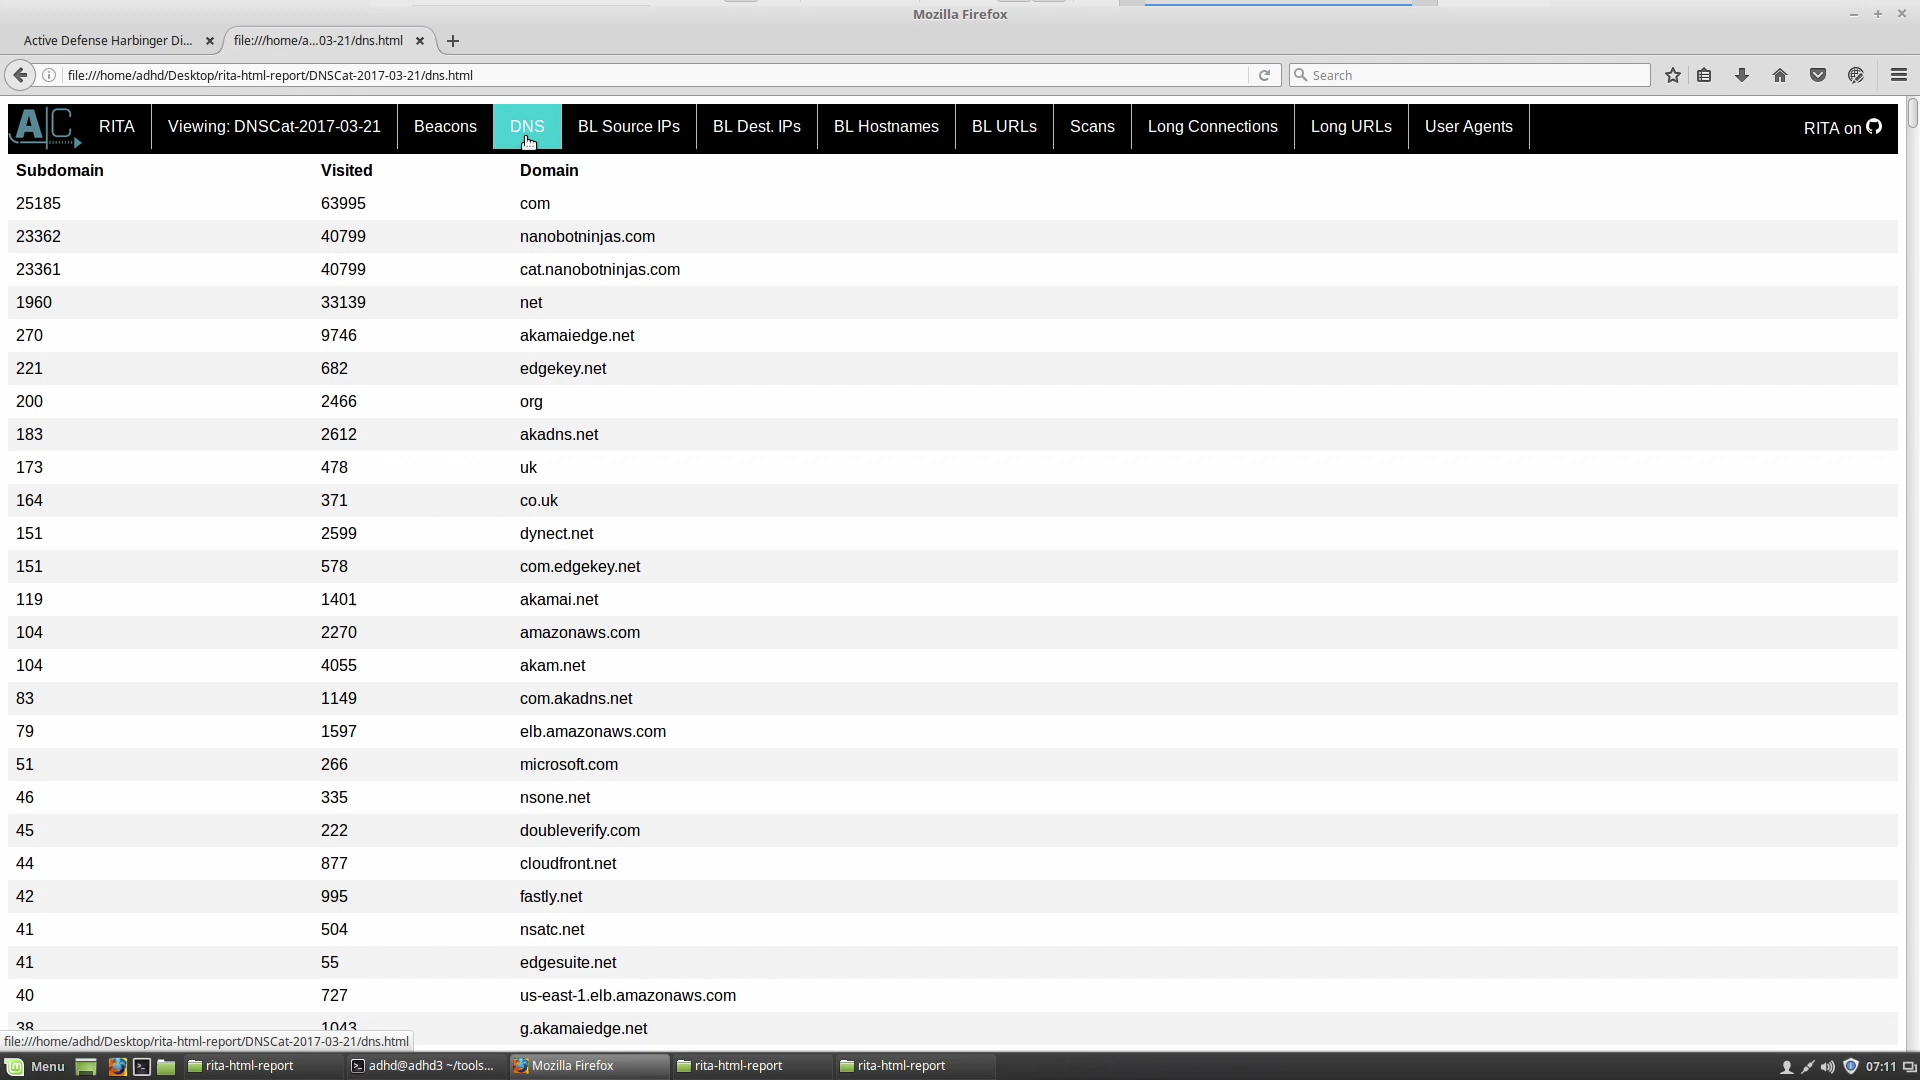 Mozilla Firefox
Active Defense Harbinger Di...
file:///home/a...03-21/dns.html
file:///home/adhd/Desktop/rita-html-report/DNSCat-2017-03-21/dns.html
Search
AC RITA Viewing: DNSCat-2017-03-21 Beacons DNS BL Source IPs BL Dest. IPs BL Hostnames BL URLs Scans Long Connections Long URLs User Agents RITA on
Subdomain Visited Domain
25185 63995 com
23362 40799 nanobotninjas.com
23361 40799 cat.nanobotninjas.com
1960 33139 net
270 9746 akamaiedge.net
221 682 edgekey.net
200 2466 org
183 2612 akadns.net
173 478 uk
164 371 co.uk
151 2599 dynect.net
151 578 com.edgekey.net
119 1401 akamai.net
104 2270 amazonaws.com
104 4055 akam.net
83 1149 com.akadns.net
79 1597 elb.amazonaws.com
51 266 microsoft.com
46 335 nsone.net
45 222 doubleverify.com
44 877 cloudfront.net
42 995 fastly.net
41 504 nsatc.net
41 55 edgesuite.net
40 727 us-east-1.elb.amazonaws.com
38 1043 g.akamaiedge.net
file:///home/adhd/Desktop/rita-html-report/DNSCat-2017-03-21/dns.html
Menu rita-html-report adhd@adhd3 ~/tools... Mozilla Firefox rita-html-report rita-html-report 07:11